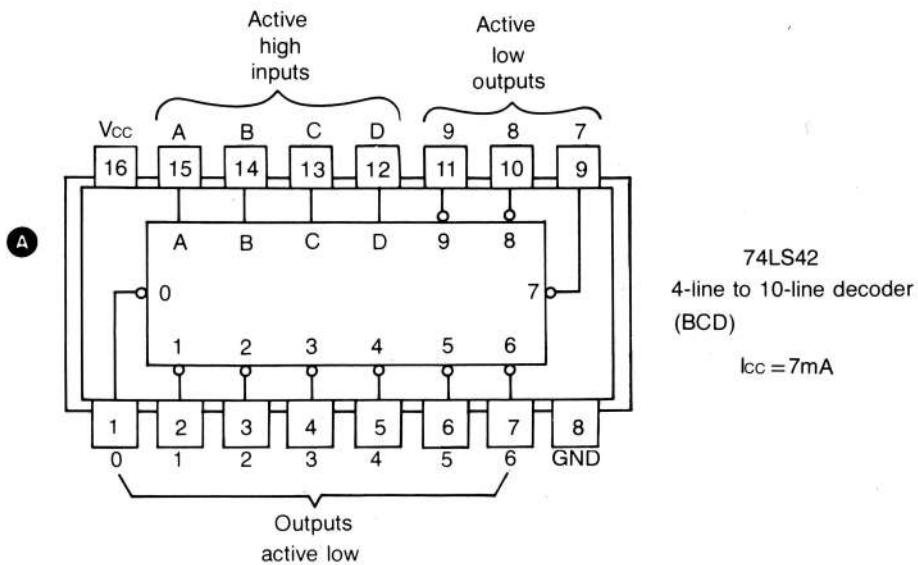 Active
high
inputs
Active
low
outputs
VCC A B C D 9 8 7
16 15 14 13 12 11 10 9
A
A B C D 9 8
0 7
1 2 3 4 5 6
74LS42
4-line to 10-line decoder
(BCD)
ICC = 7mA
1 2 3 4 5 6 7 8
0 1 2 3 4 5 6 GND
Outputs
active low